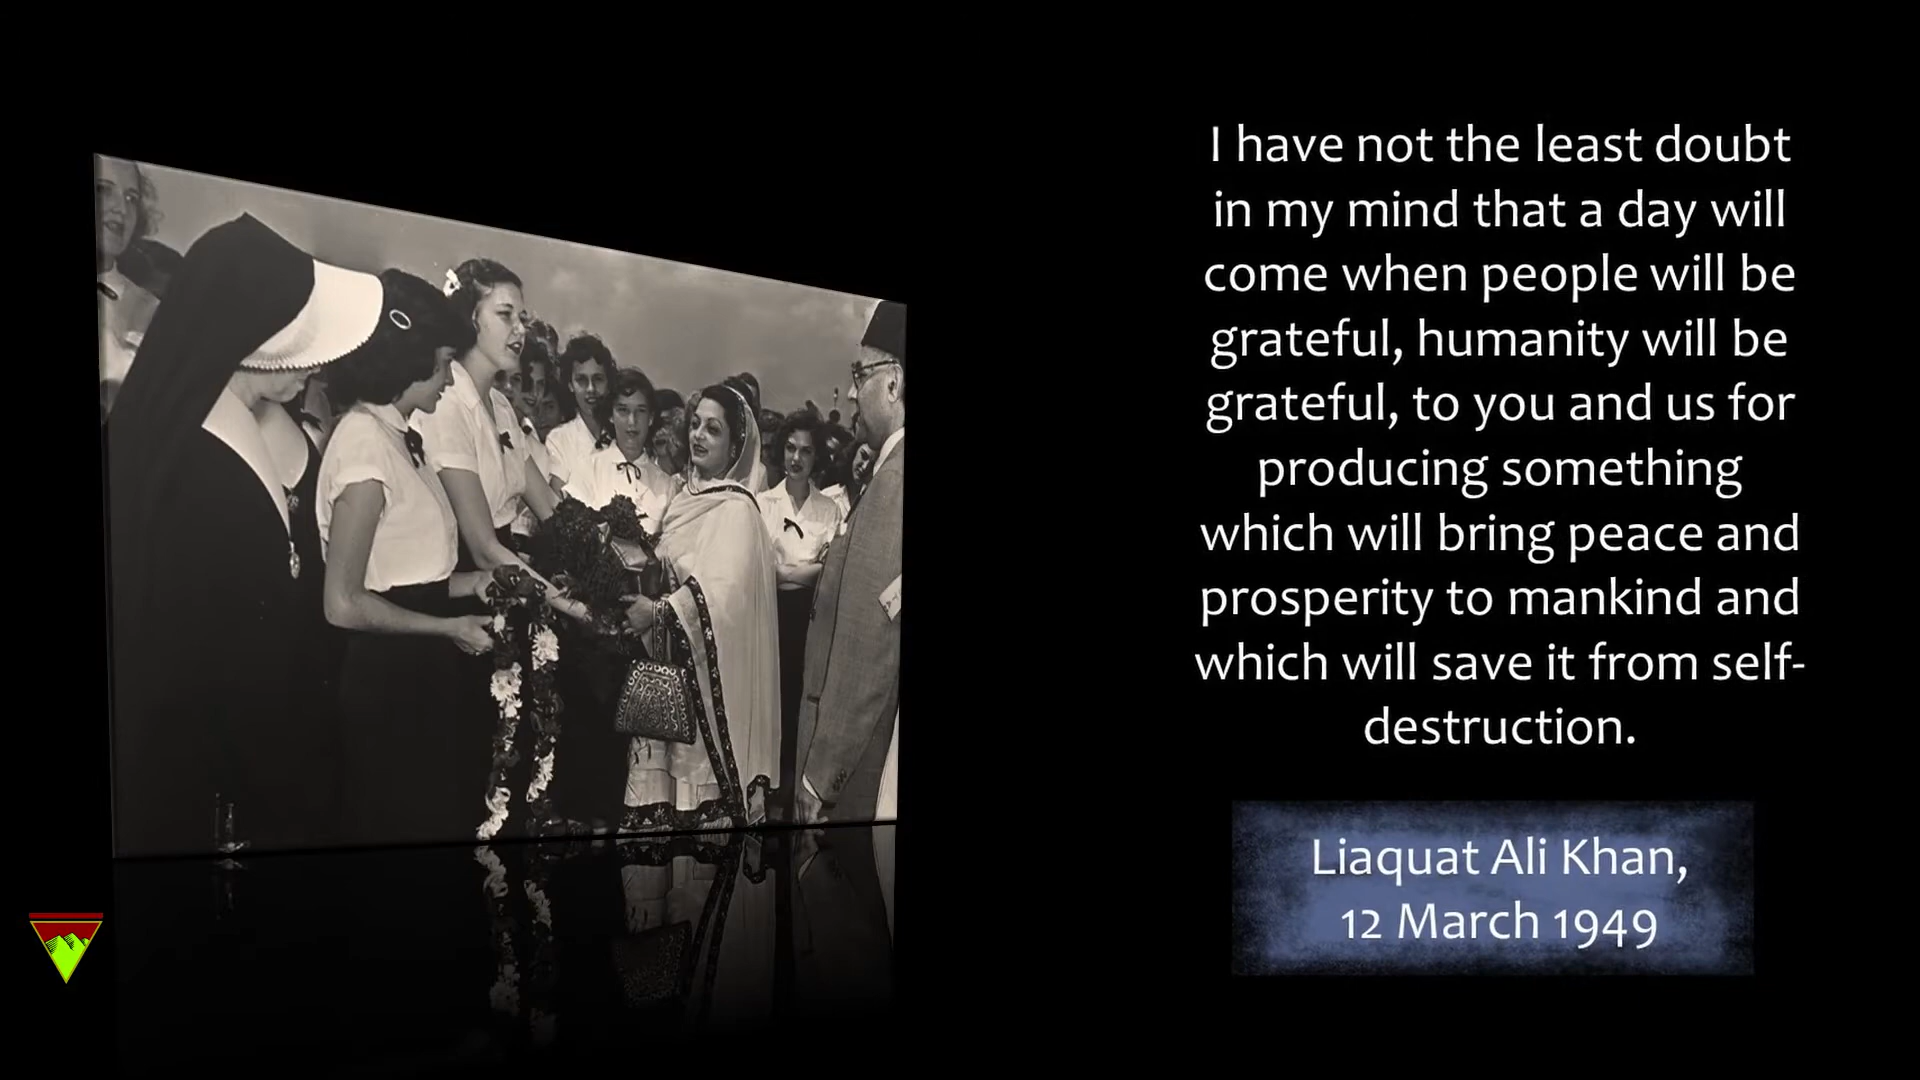 I have not the least doubt
in my mind that a day will
come when people will be
grateful, humanity will be
grateful, to you and us for
producing something
which will bring peace and
prosperity to mankind and
which will save it from self-
destruction.
Liaquat Ali Khan,
12 March 1949